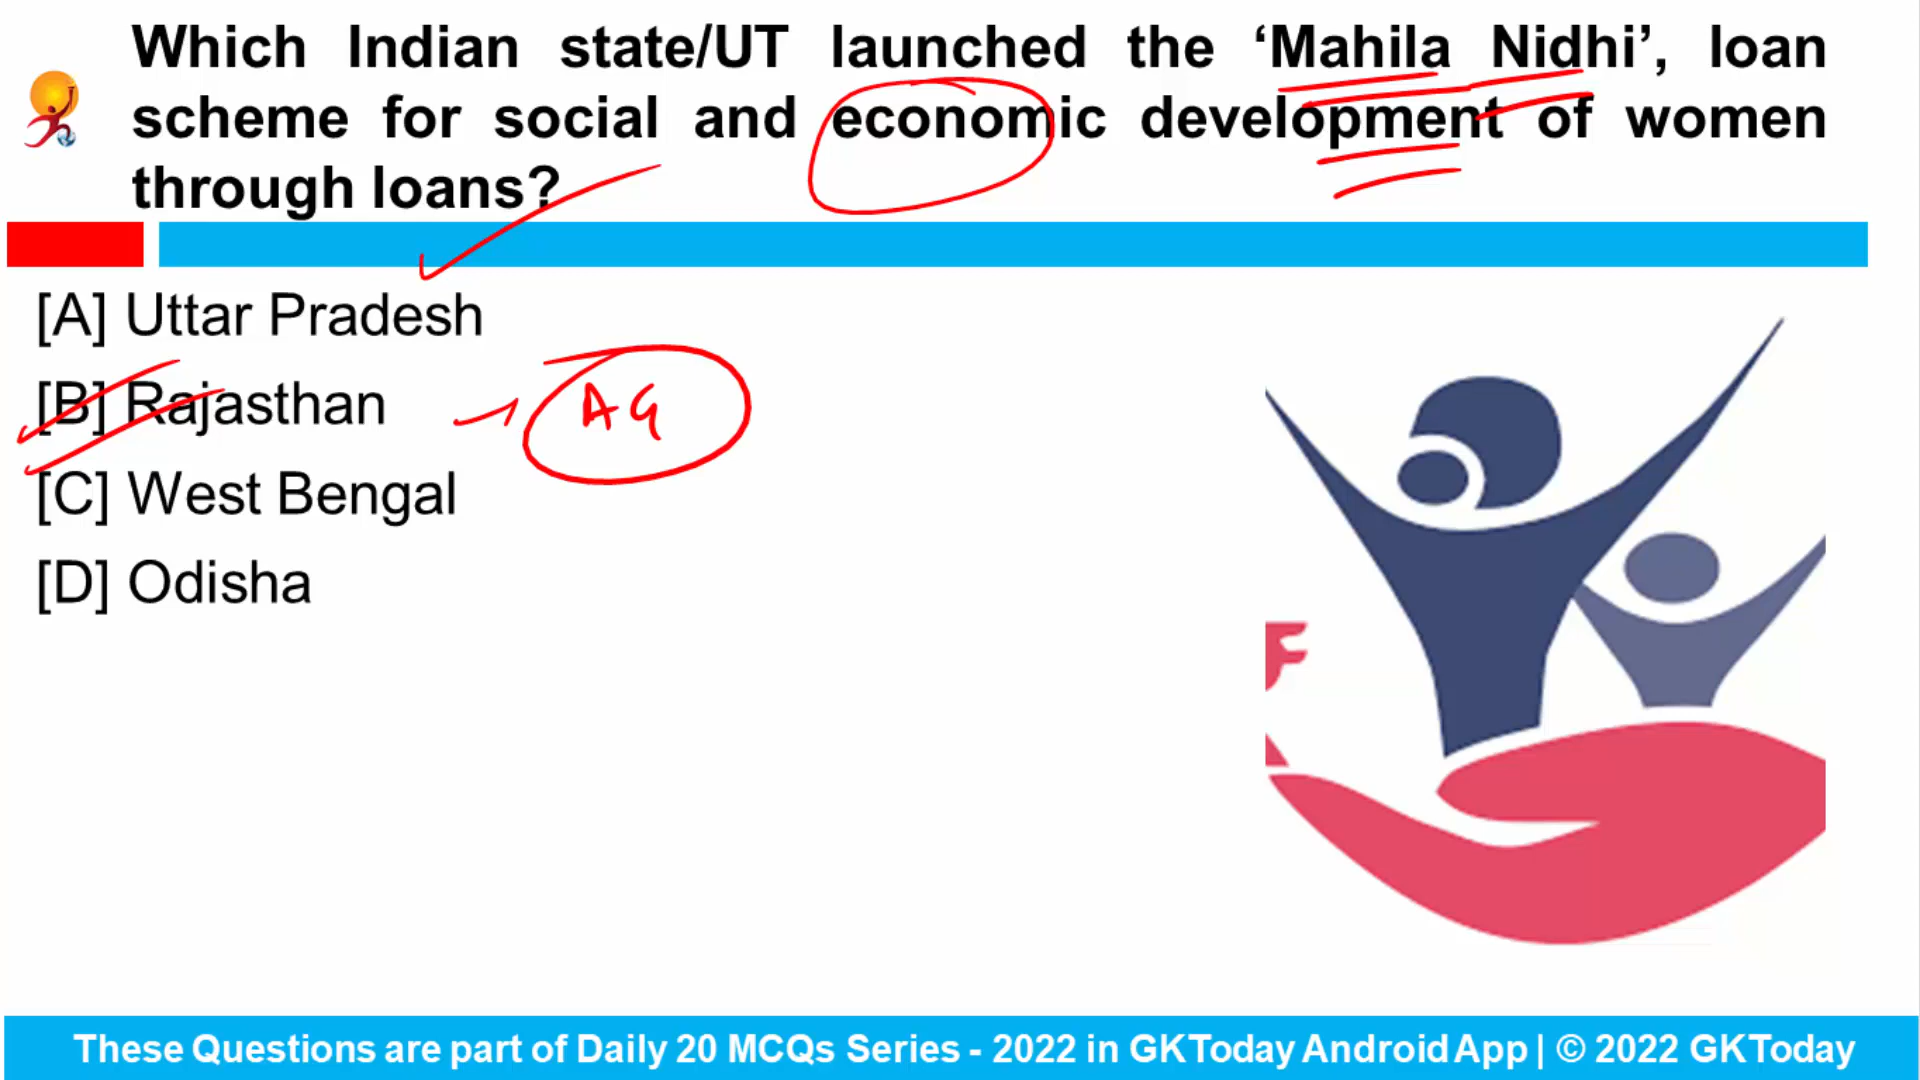 Which Indian state/UT launched the ‘Mahila Nidhi’, loan
scheme for social and economic development of women
through loans?
[A] Uttar Pradesh
[B] Rajasthan
AG
[C] West Bengal
[D] Odisha
These Questions are part of Daily 20 MCQs Series - 2022 in GKToday Android App | © 2022 GKToday